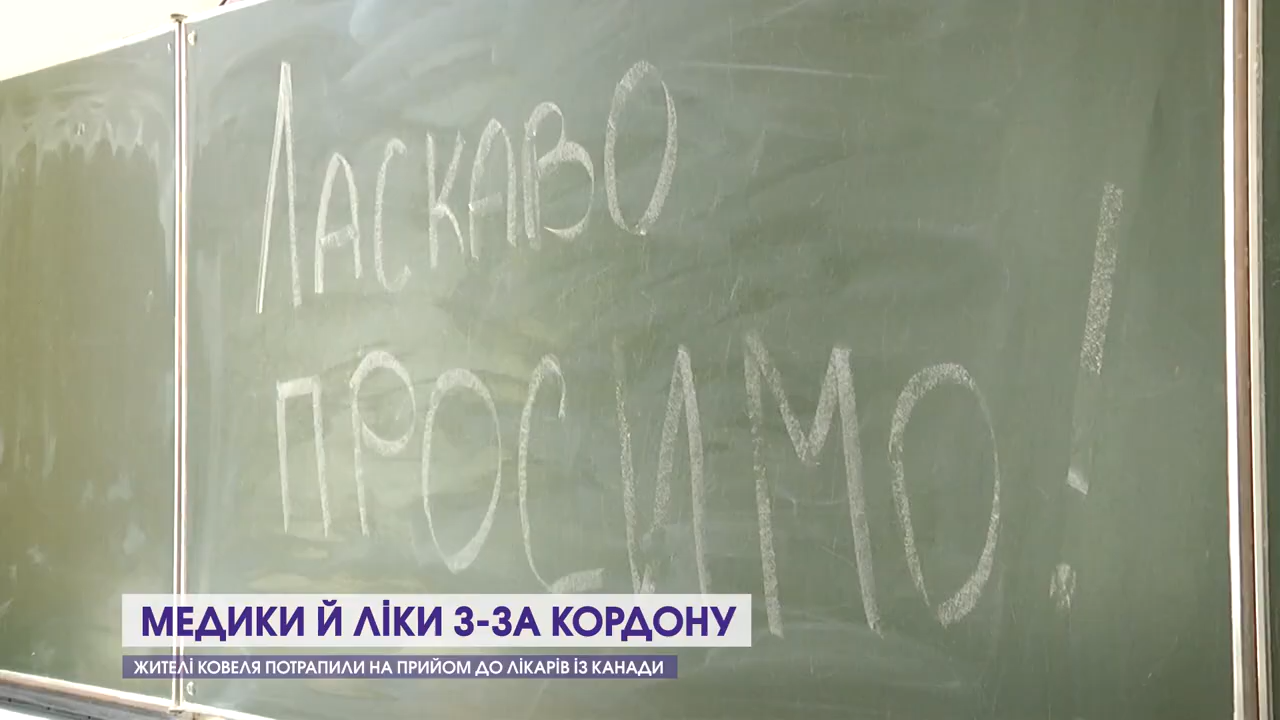 ЛАСКАВО
ПРОСИМО!
МЕДИКИ Й ЛІКИ З-ЗА КОРДОНУ
ЖИТЕЛІ КОВЕЛЯ ПОТРАПИЛИ НА ПРИЙОМ ДО ЛІКАРІВ ІЗ КАНАДИ